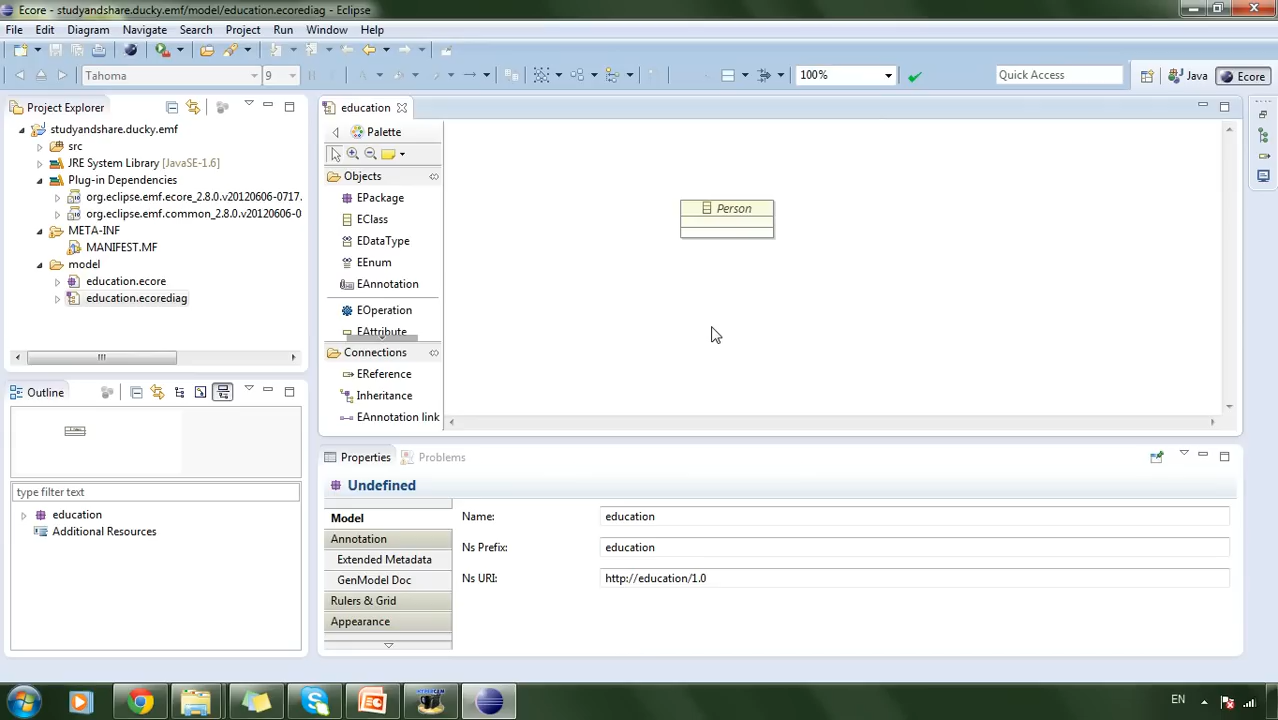 Ecore - studyandshare.ducky.emf/model/education.ecorediag - Eclipse
File Edit Diagram Navigate Search Project Run Window Help
Tahoma 9 100% Quick Access Java Ecore
Project Explorer
studyandshare.ducky.emf
src
JRE System Library [JavaSE-1.6]
Plug-in Dependencies
org.eclipse.emf.ecore_2.8.0.v20120606-0717.
org.eclipse.emf.common_2.8.0.v20120606-0
META-INF
MANIFEST.MF
model
education.ecore
education.ecorediag
Outline
type filter text
education
Additional Resources
education
Palette
Objects
EPackage
EClass
EDataType
EEnum
EAnnotation
EOperation
EAttribute
Connections
EReference
Inheritance
EAnnotation link
Person
Properties Problems
Undefined
Model
Annotation
Extended Metadata
GenModel Doc
Rulers & Grid
Appearance
Name: education
Ns Prefix: education
Ns URI: http://education/1.0
EN